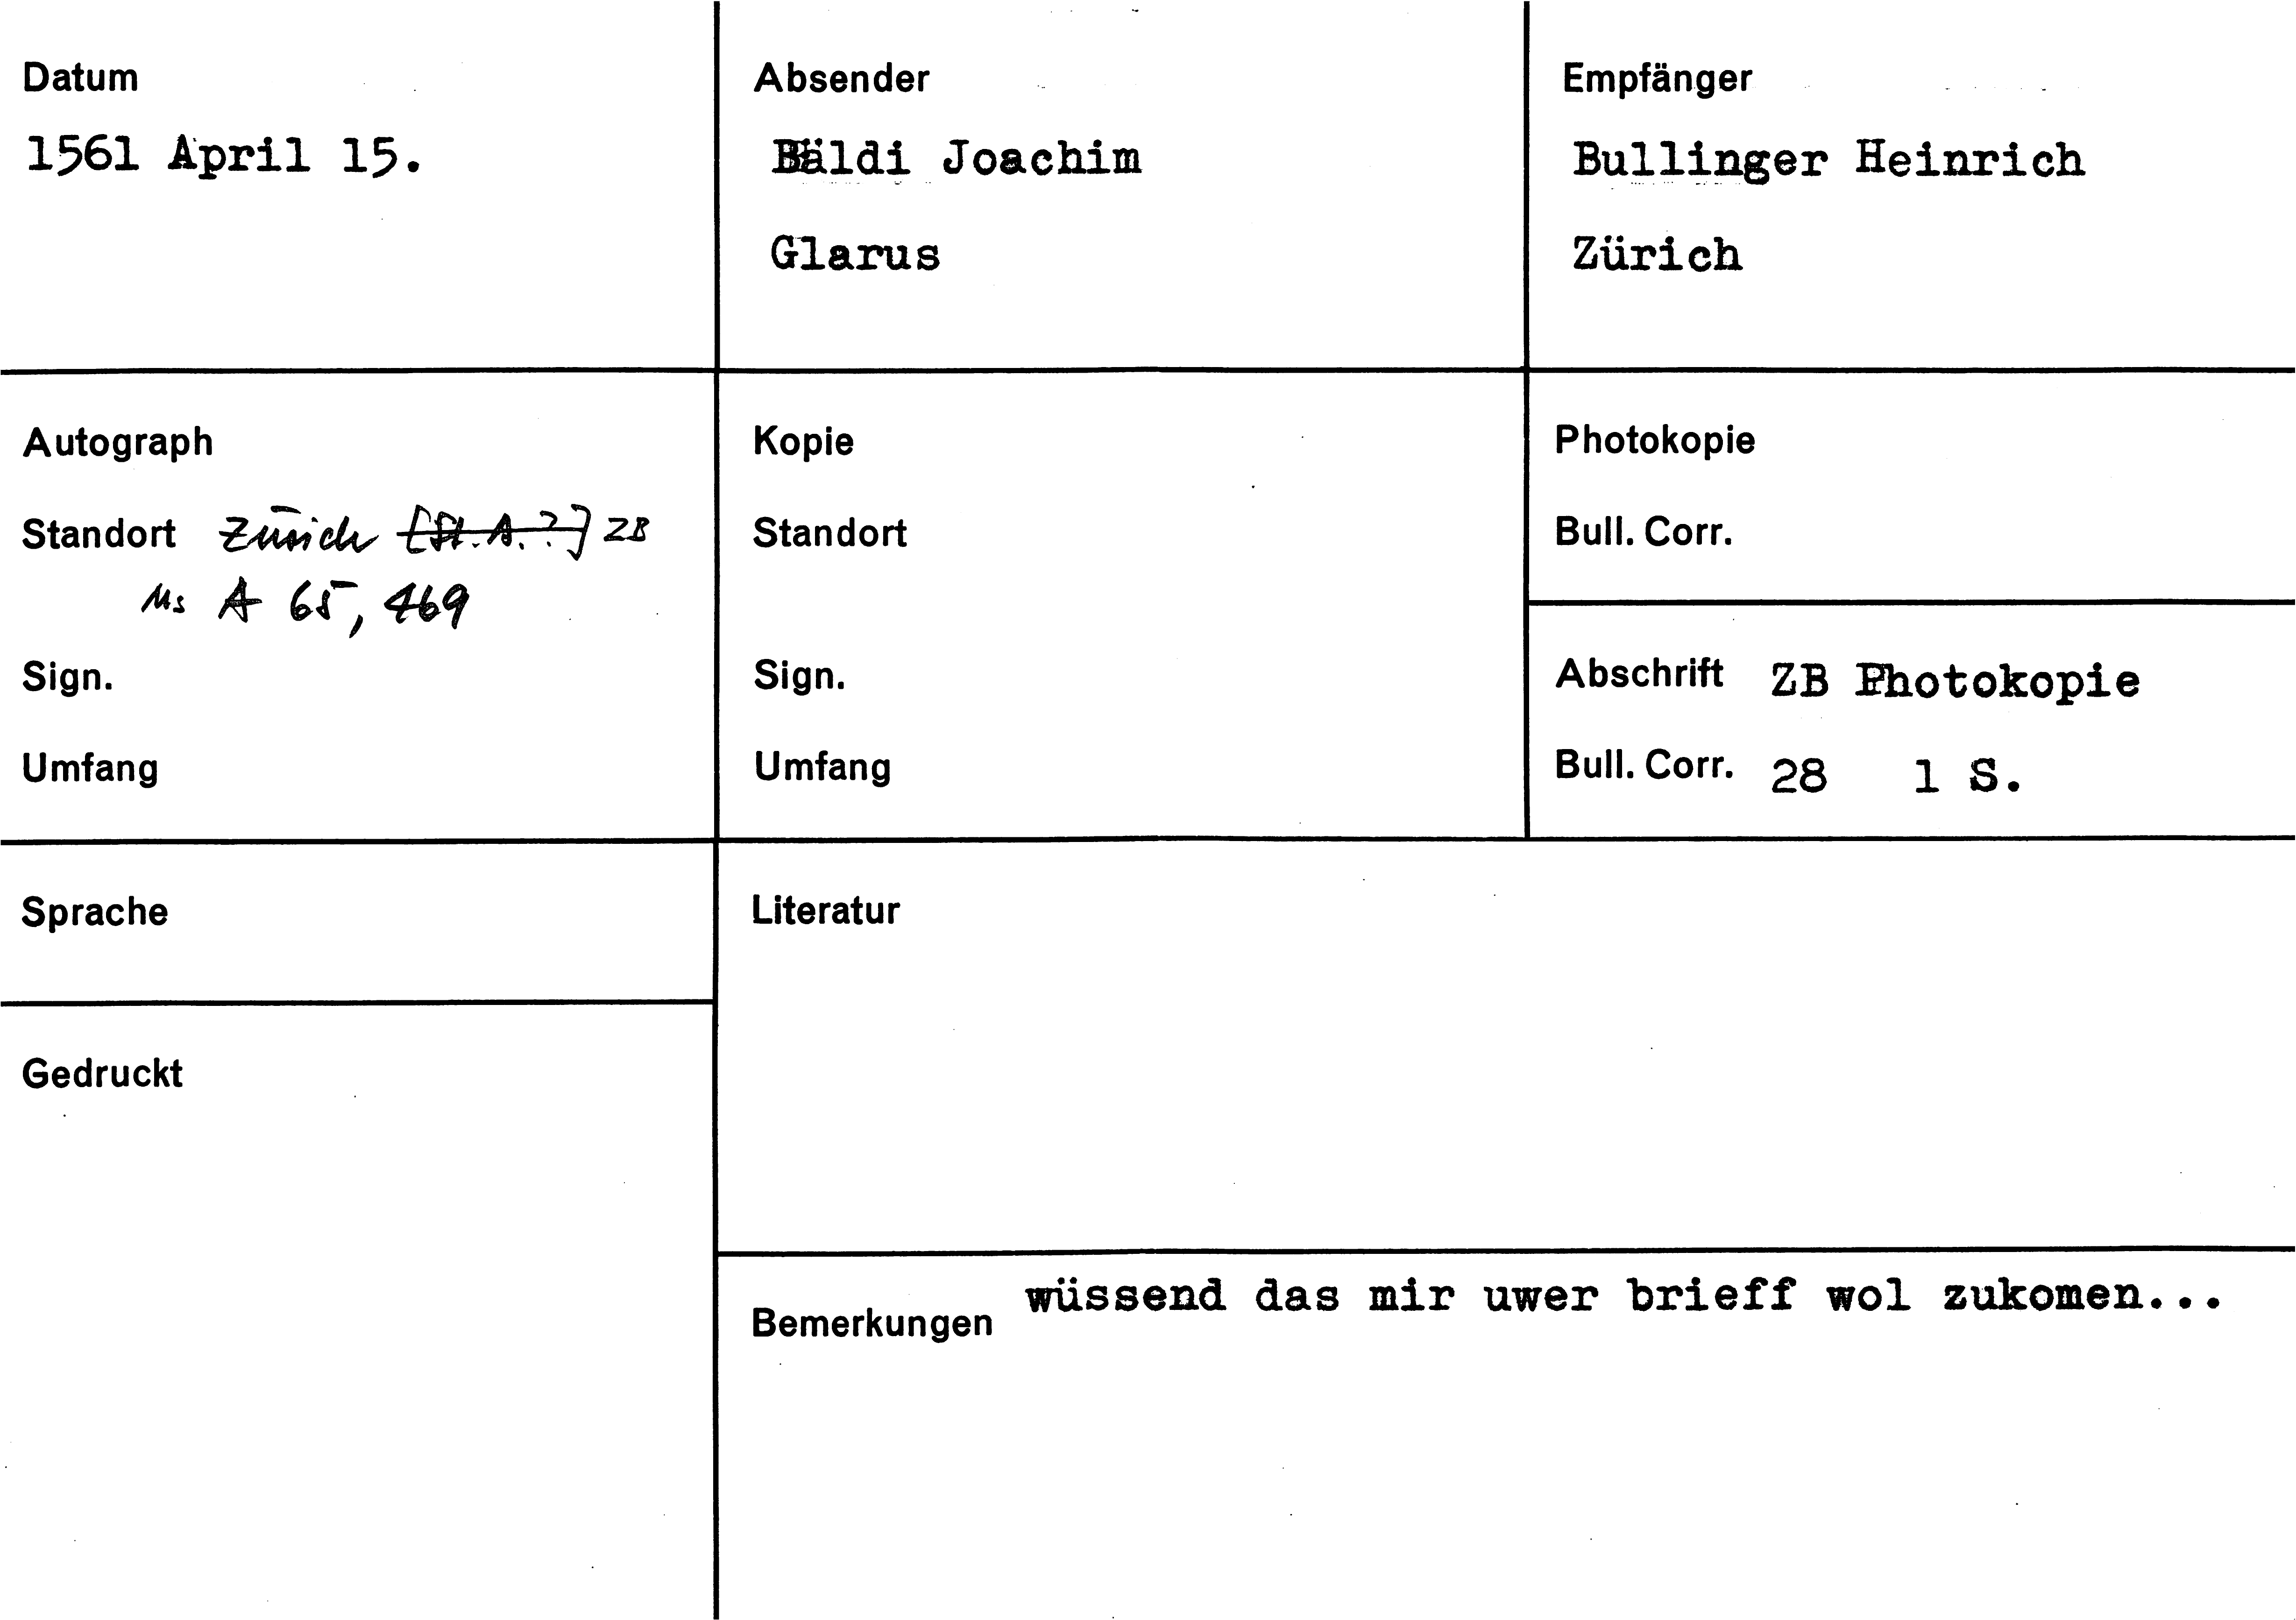 Datum
1561 April 15.
Absender
Bäldi Joachim
Glarus
Empfänger
Bullinger Heinrich
Zürich
Autograph
Standort Zürich [St. A.?] ZB
Ms A 65, 469
Sign.
Umfang
Kopie
Standort
Sign.
Umfang
Photokopie
Bull. Corr.
Abschrift ZB Photokopie
Bull. Corr. 28 1 S.
Sprache
Literatur
Gedruckt
Bemerkungen wüssend das mir uwer brieff wol zukomen...